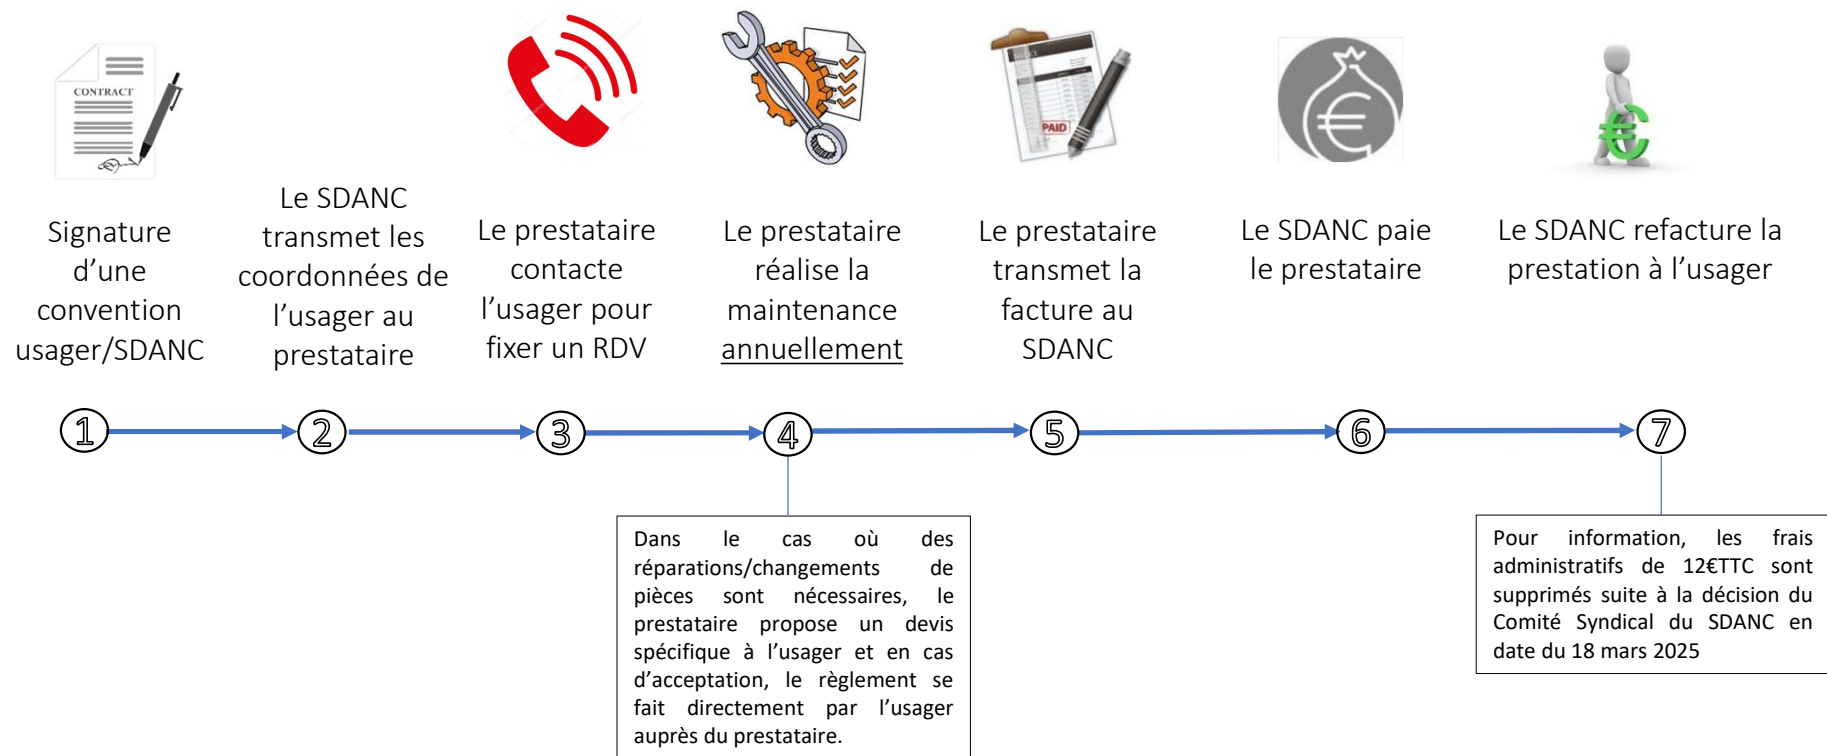 CONTRACT
PAID
Signature
d’une
convention
usager/SDANC
Le SDANC
transmet les
coordonnées de
l’usager au
prestataire
Le prestataire
contacte
l’usager pour
fixer un RDV
Le prestataire
réalise la
maintenance
annuellement
Le prestataire
transmet la
facture au
SDANC
Le SDANC paie
le prestataire
Le SDANC refacture la
prestation à l’usager
1
2
3
4
5
6
7
Dans le cas où des
réparations/changements de
pièces sont nécessaires, le
prestataire propose un devis
spécifique à l’usager et en cas
d’acceptation, le règlement se
fait directement par l’usager
auprès du prestataire.
Pour information, les frais
administratifs de 12€TTC sont
supprimés suite à la décision du
Comité Syndical du SDANC en
date du 18 mars 2025